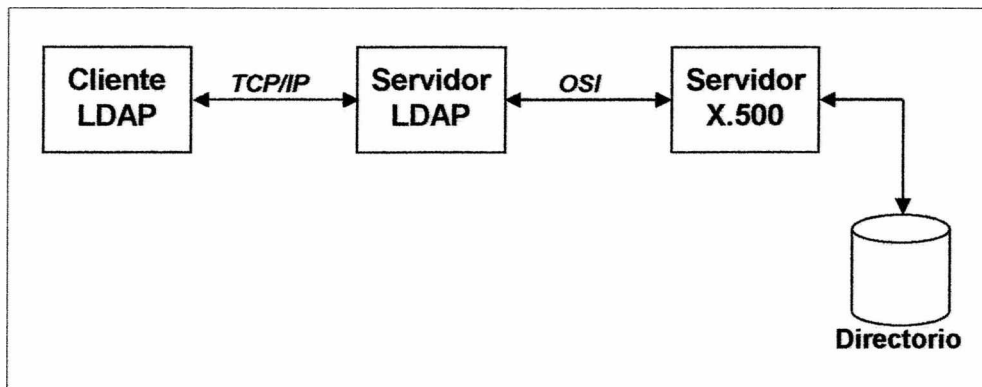 Cliente
LDAP
TCP/IP
Servidor
LDAP
OSI
Servidor
X.500
Directorio